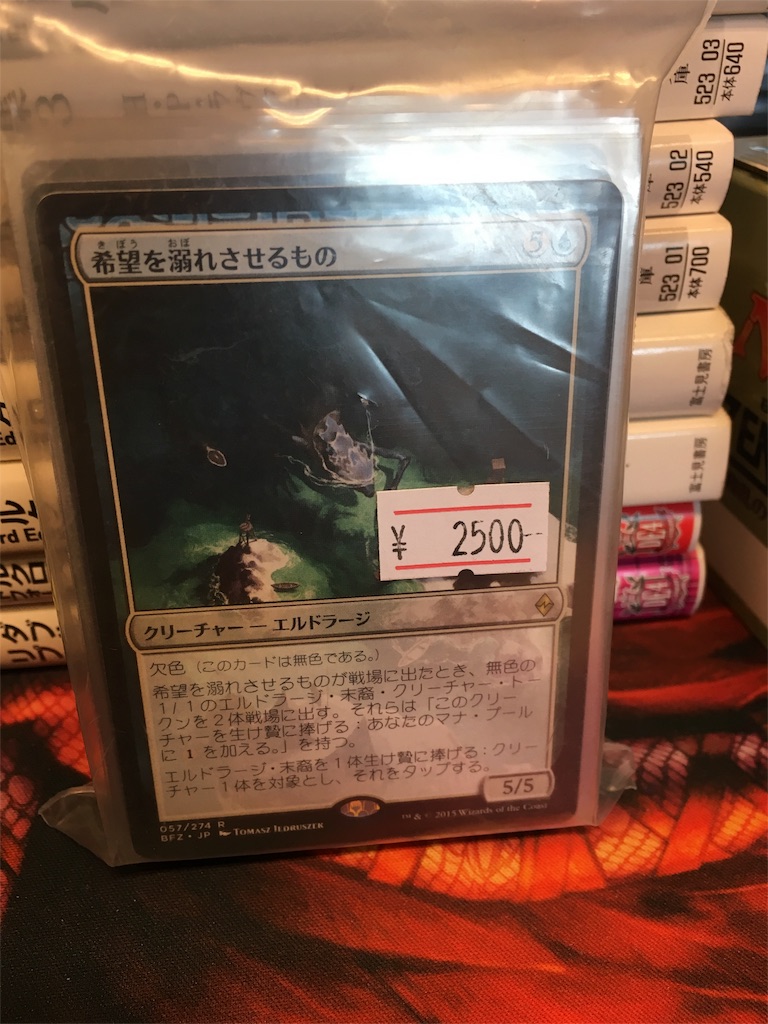 希望を溺れさせるもの
きぼう
おぼ
5
¥ 2500-
クリーチャー — エルドラージ
欠色（このカードは無色である。）
希望を溺れさせるものが戦場に出たとき、無色の
1/1のエルドラージ・末裔・クリーチャー・トー
クンを2体戦場に出す。それらは「このクリー
チャーを生け贄に捧げる：あなたのマナ・プール
に 1 を加える。」を持つ。
エルドラージ・末裔を1体生け贄に捧げる：クリー
チャー1体を対象とし、それをタップする。
5/5
057/274 R
BFZ • JP TOMASZ JEDRUSZEK
™ & © 2015 Wizards of the Coast
庫 523 03 本体640
523 02 本体540
庫 523 01 本体700
富士見書房
富士見書房